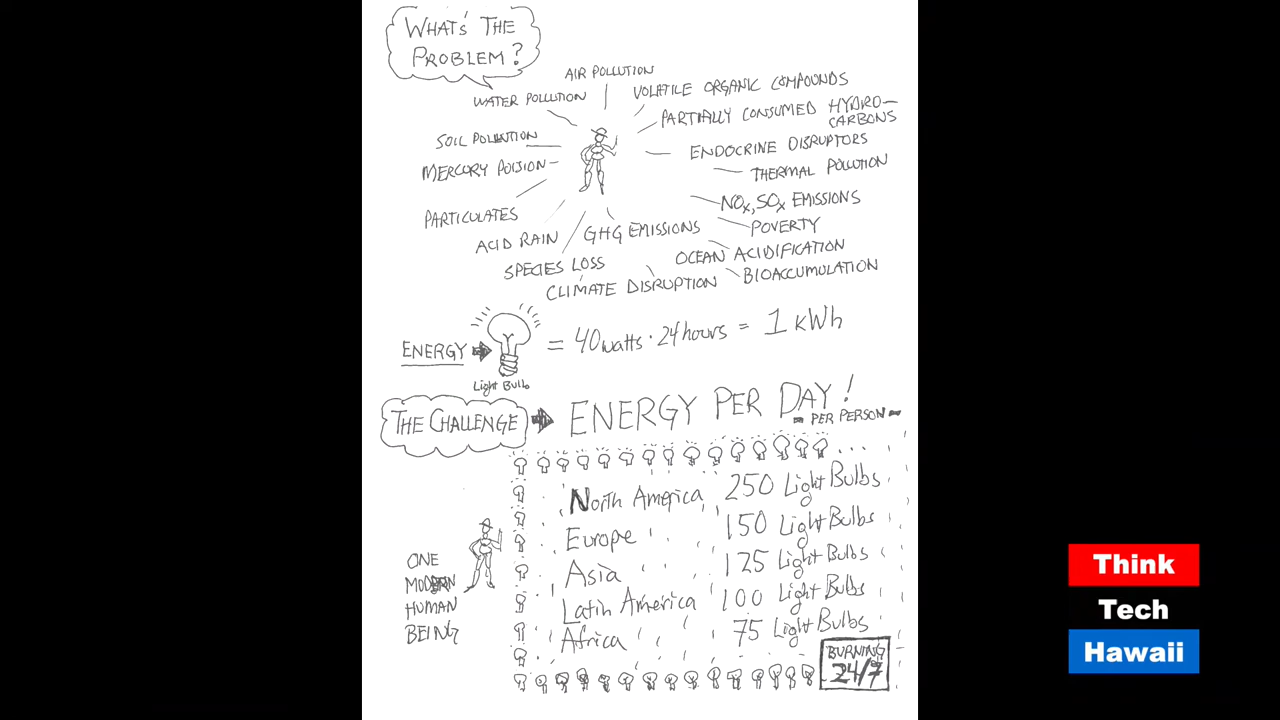 WHAT'S THE
PROBLEM?
AIR POLLUTION
VOLATILE ORGANIC COMPOUNDS
WATER POLLUTION
PARTIALLY CONSUMED HYDRO-
CARBONS
SOIL POLLUTION
ENDOCRINE DISRUPTORS
MERCURY POISION
THERMAL POLLUTION
NOx, SOx EMISSIONS
PARTICULATES
GHG EMISSIONS
POVERTY
ACID RAIN
OCEAN ACIDIFICATION
SPECIES LOSS
BIOACCUMULATION
CLIMATE DISRUPTION
ENERGY
= 40 watts · 24 hours = 1 kWh
Light Bulb
THE CHALLENGE
ENERGY PER DAY!
- PER PERSON -
North America 250 Light Bulbs
Europe 150 Light Bulbs
Asia 125 Light Bulbs
Latin America 100 Light Bulbs
Africa 75 Light Bulbs
ONE
MODERN
HUMAN
BEING
BURNING
24/7
Think
Tech
Hawaii